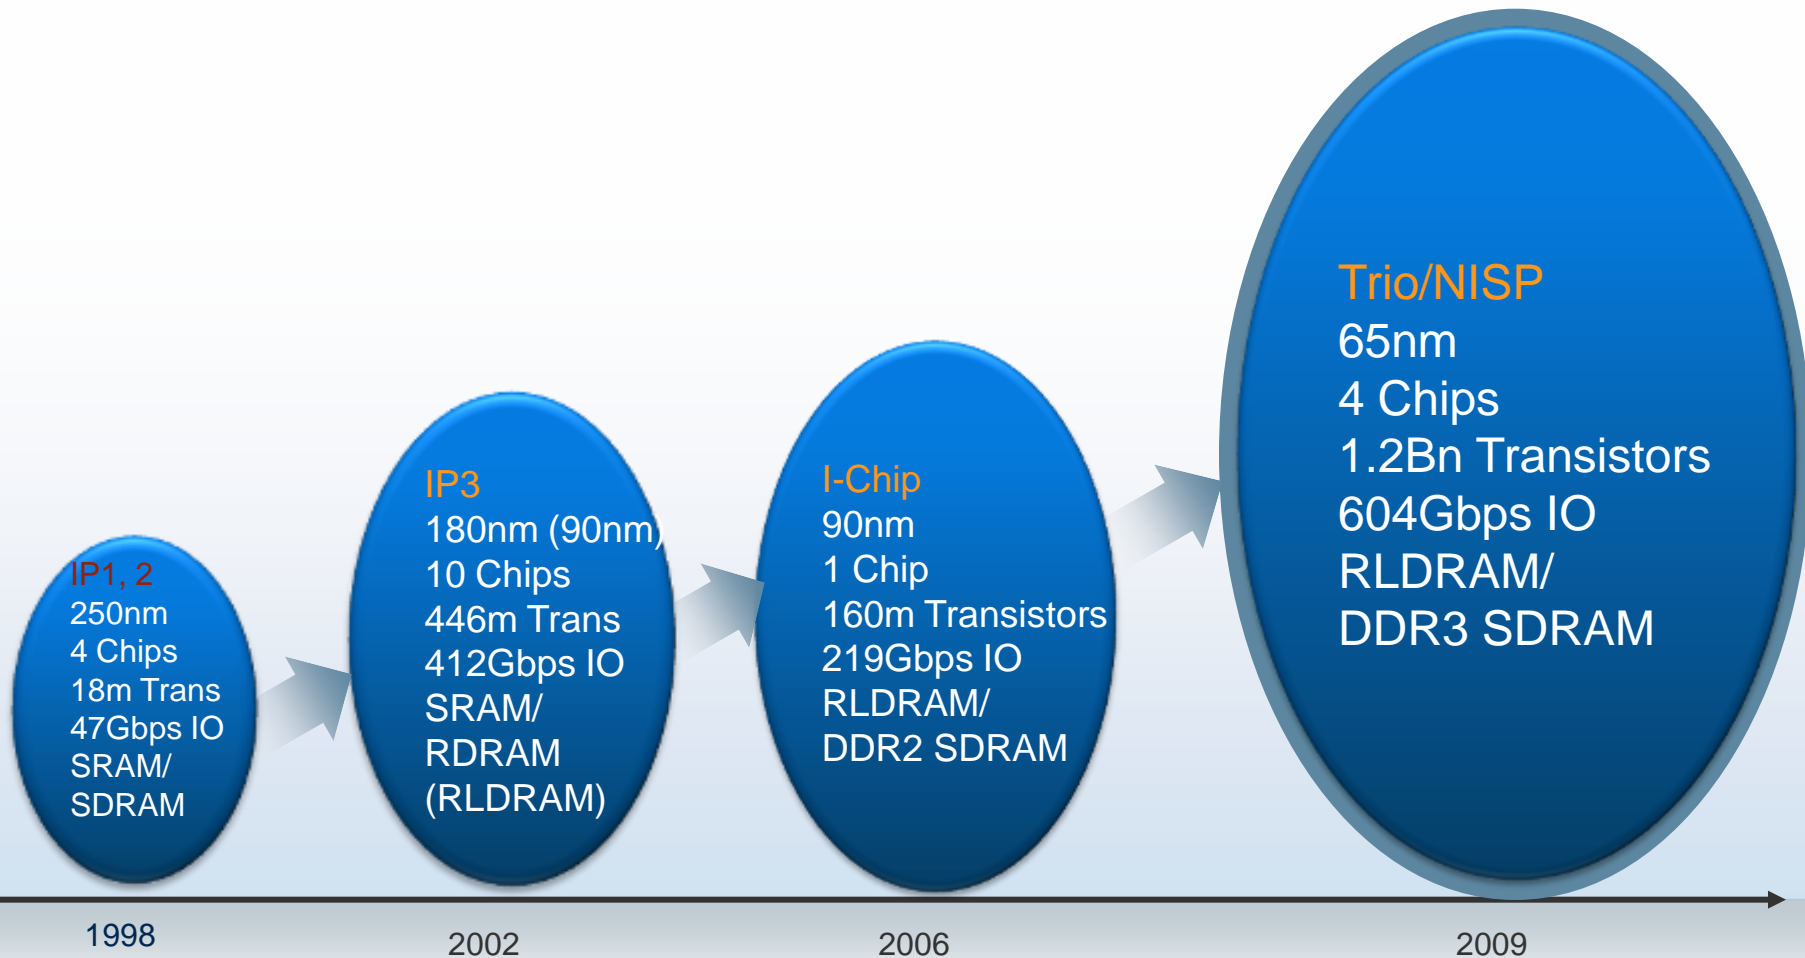 IP1, 2
250nm
4 Chips
18m Trans
47Gbps IO
SRAM/
SDRAM
IP3
180nm (90nm)
10 Chips
446m Trans
412Gbps IO
SRAM/
RDRAM
(RLDRAM)
I-Chip
90nm
1 Chip
160m Transistors
219Gbps IO
RLDRAM/
DDR2 SDRAM
Trio/NISP
65nm
4 Chips
1.2Bn Transistors
604Gbps IO
RLDRAM/
DDR3 SDRAM
1998
2002
2006
2009